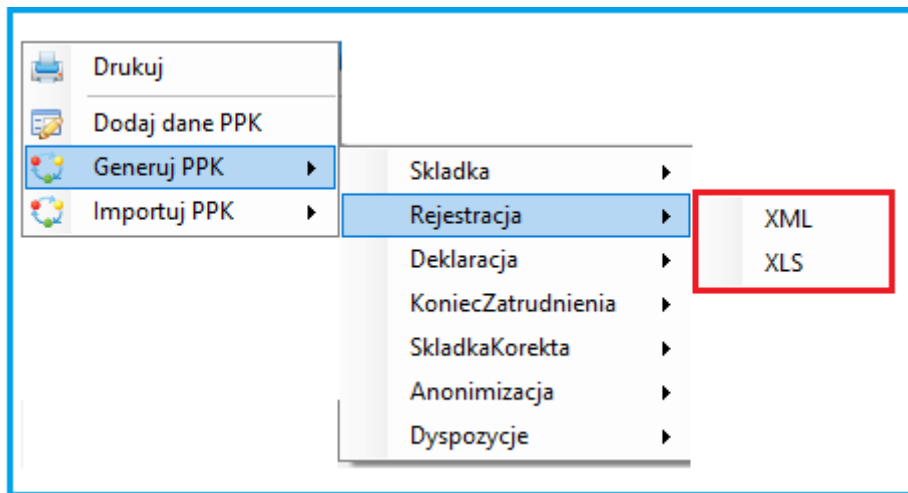 Drukuj
Dodaj dane PPK
Generuj PPK
Importuj PPK
Skladka
Rejestracja
Deklaracja
KoniecZatrudnienia
SkladkaKorekta
Anonimizacja
Dyspozycje
XML
XLS